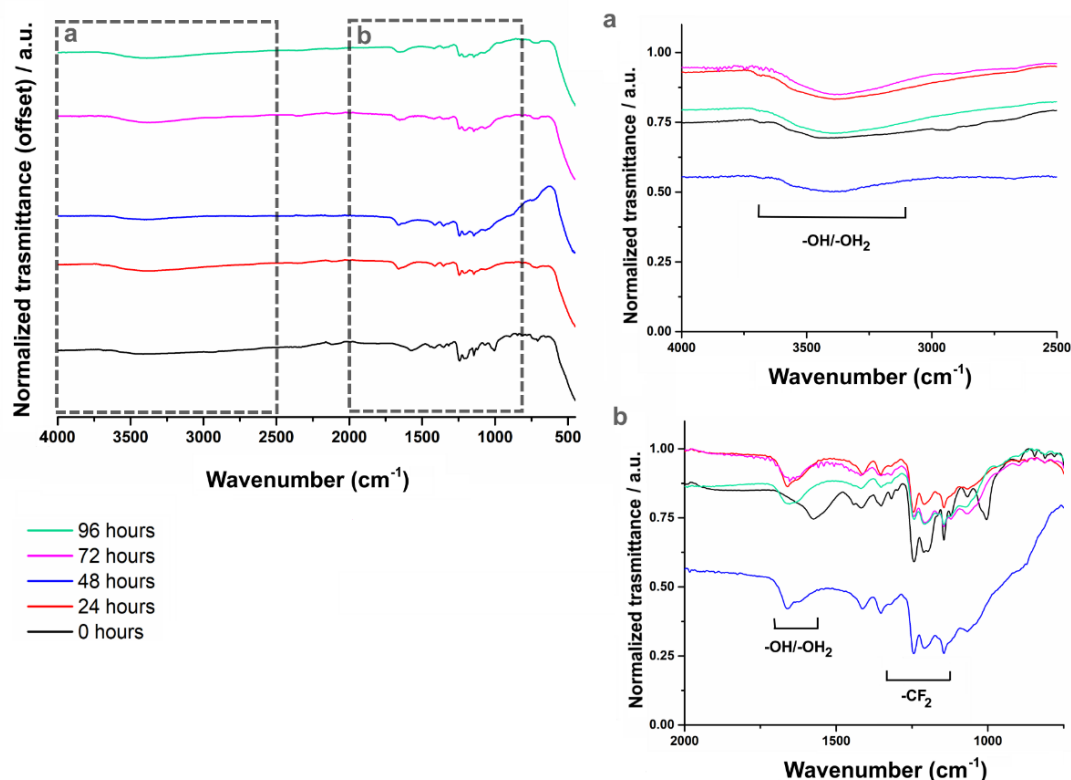 a
b
Normalized trasmittance (offset) / a.u.
4000 3500 3000 2500 2000 1500 1000 500
Wavenumber (cm⁻¹)
96 hours
72 hours
48 hours
24 hours
0 hours
a
Normalized trasmittance / a.u.
1.00
0.75
0.50
0.25
0.00
-OH/-OH₂
4000 3500 3000 2500
Wavenumber (cm⁻¹)
b
Normalized trasmittance / a.u.
1.00
0.75
0.50
0.25
0.00
-OH/-OH₂
-CF₂
2000 1500 1000
Wavenumber (cm⁻¹)